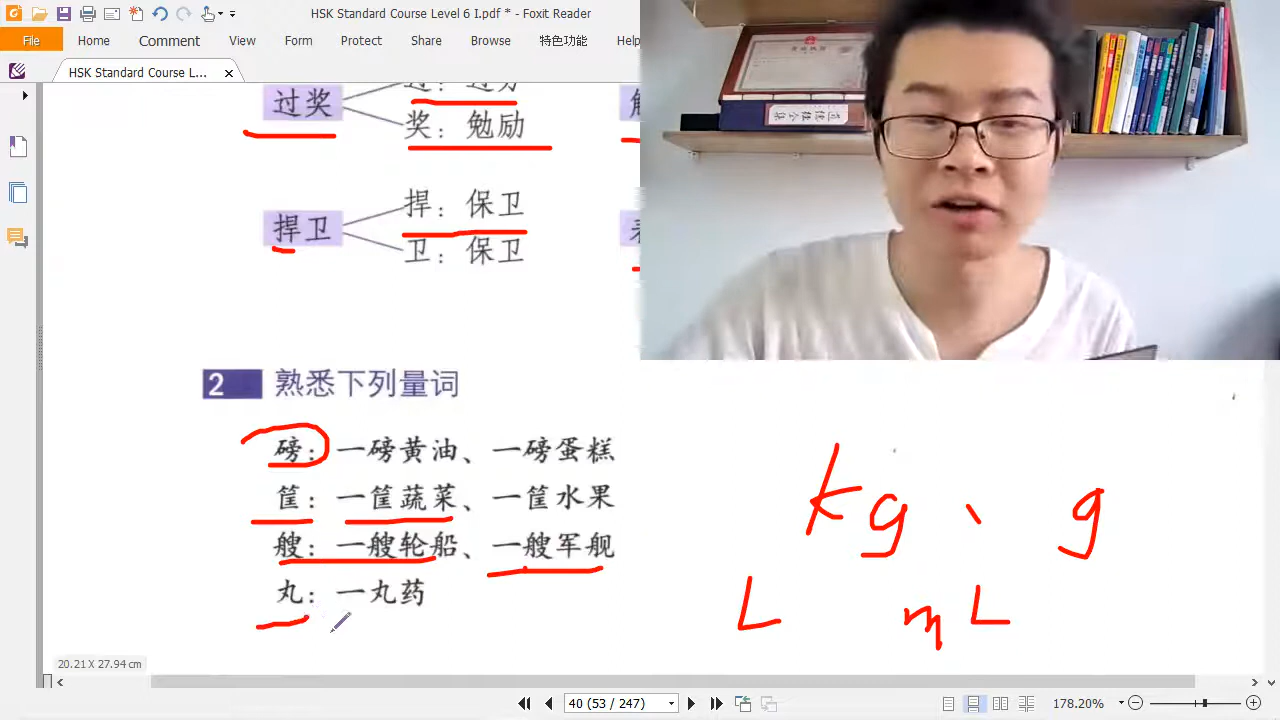 HSK Standard Course Level 6 I.pdf * - Foxit Reader
File Home Comment View Form Protect Share Browse 特色功能 Help
HSK Standard Course L...
过奖
奖：勉励
捍：保卫
捍卫
卫：保卫
2 熟悉下列量词
磅：一磅黄油、一磅蛋糕
筐：一筐蔬菜、一筐水果
艘：一艘轮船、一艘军舰
丸：一丸药
kg、g
L mL
20.21 X 27.94 cm
40 (53 / 247)
178.20%